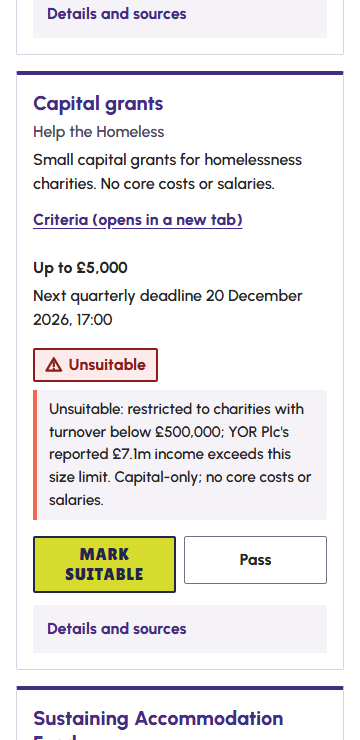 Details and sources
Capital grants
Help the Homeless
Small capital grants for homelessness
charities. No core costs or salaries.
Criteria (opens in a new tab)
Up to £5,000
Next quarterly deadline 20 December
2026, 17:00
Unsuitable
Unsuitable: restricted to charities with
turnover below £500,000; YOR Plc's
reported £7.1m income exceeds this
size limit. Capital-only; no core costs or
salaries.
MARK
SUITABLE
Pass
Details and sources
Sustaining Accommodation